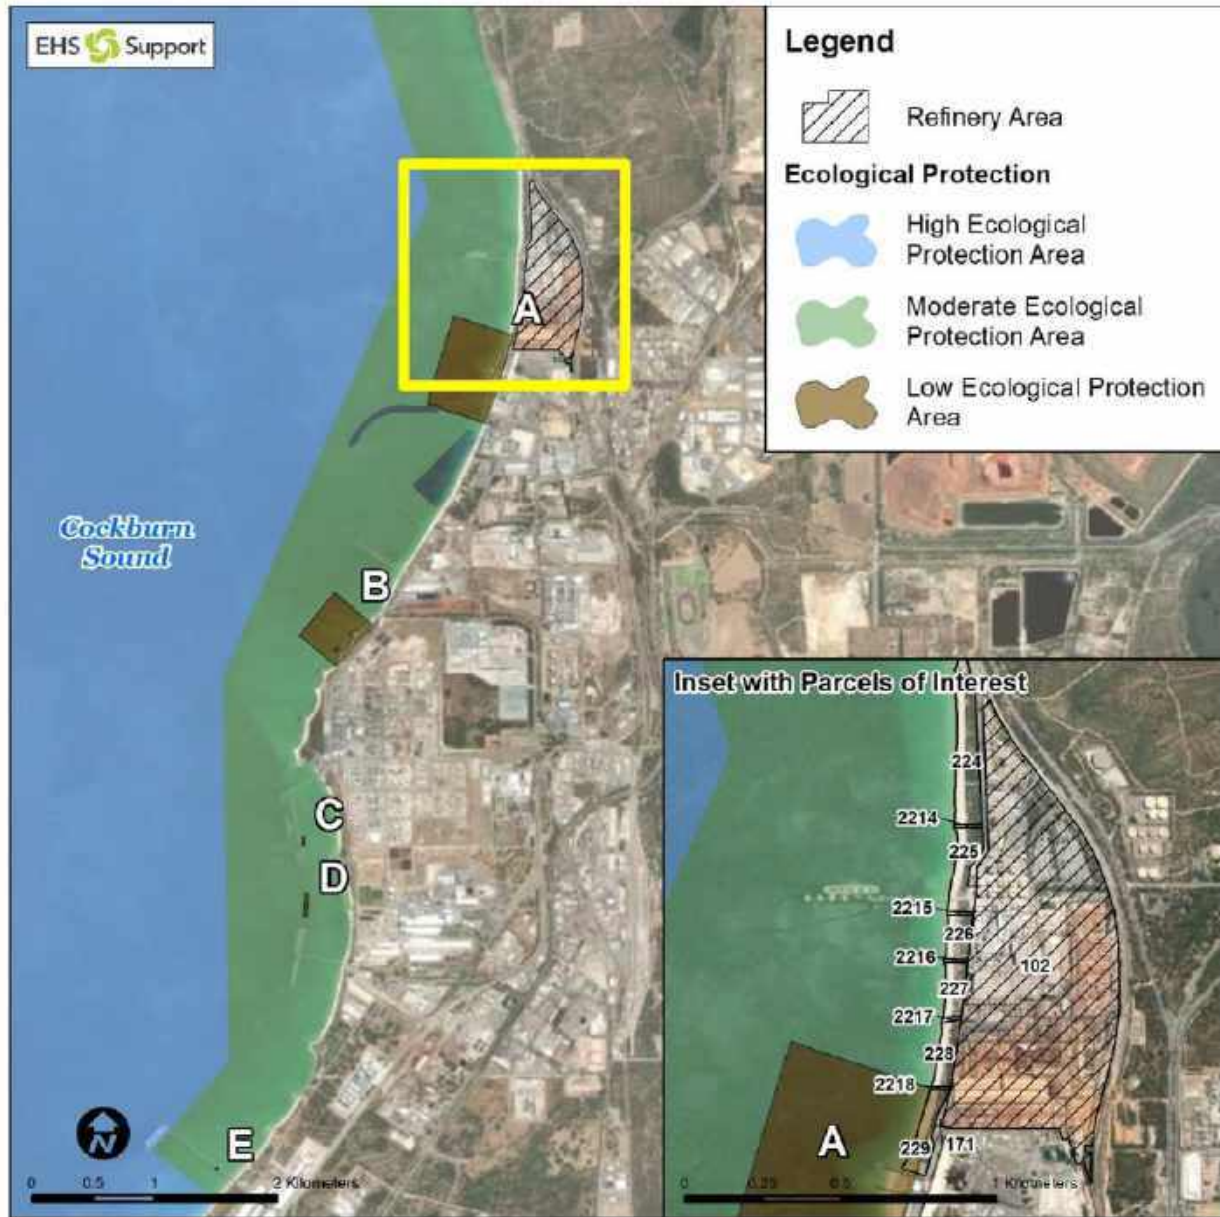 EHS Support
Legend
Refinery Area
Ecological Protection
High Ecological
Protection Area
Moderate Ecological
Protection Area
Low Ecological Protection
Area
A
Cockburn
Sound
B
C
D
E
N
0 0.5 1 2 Kilometers
Inset with Parcels of Interest
224
2214
225
2215
226
2216
102
227
2217
228
2218
A
229
171
0 0.25 0.5 1 Kilometers